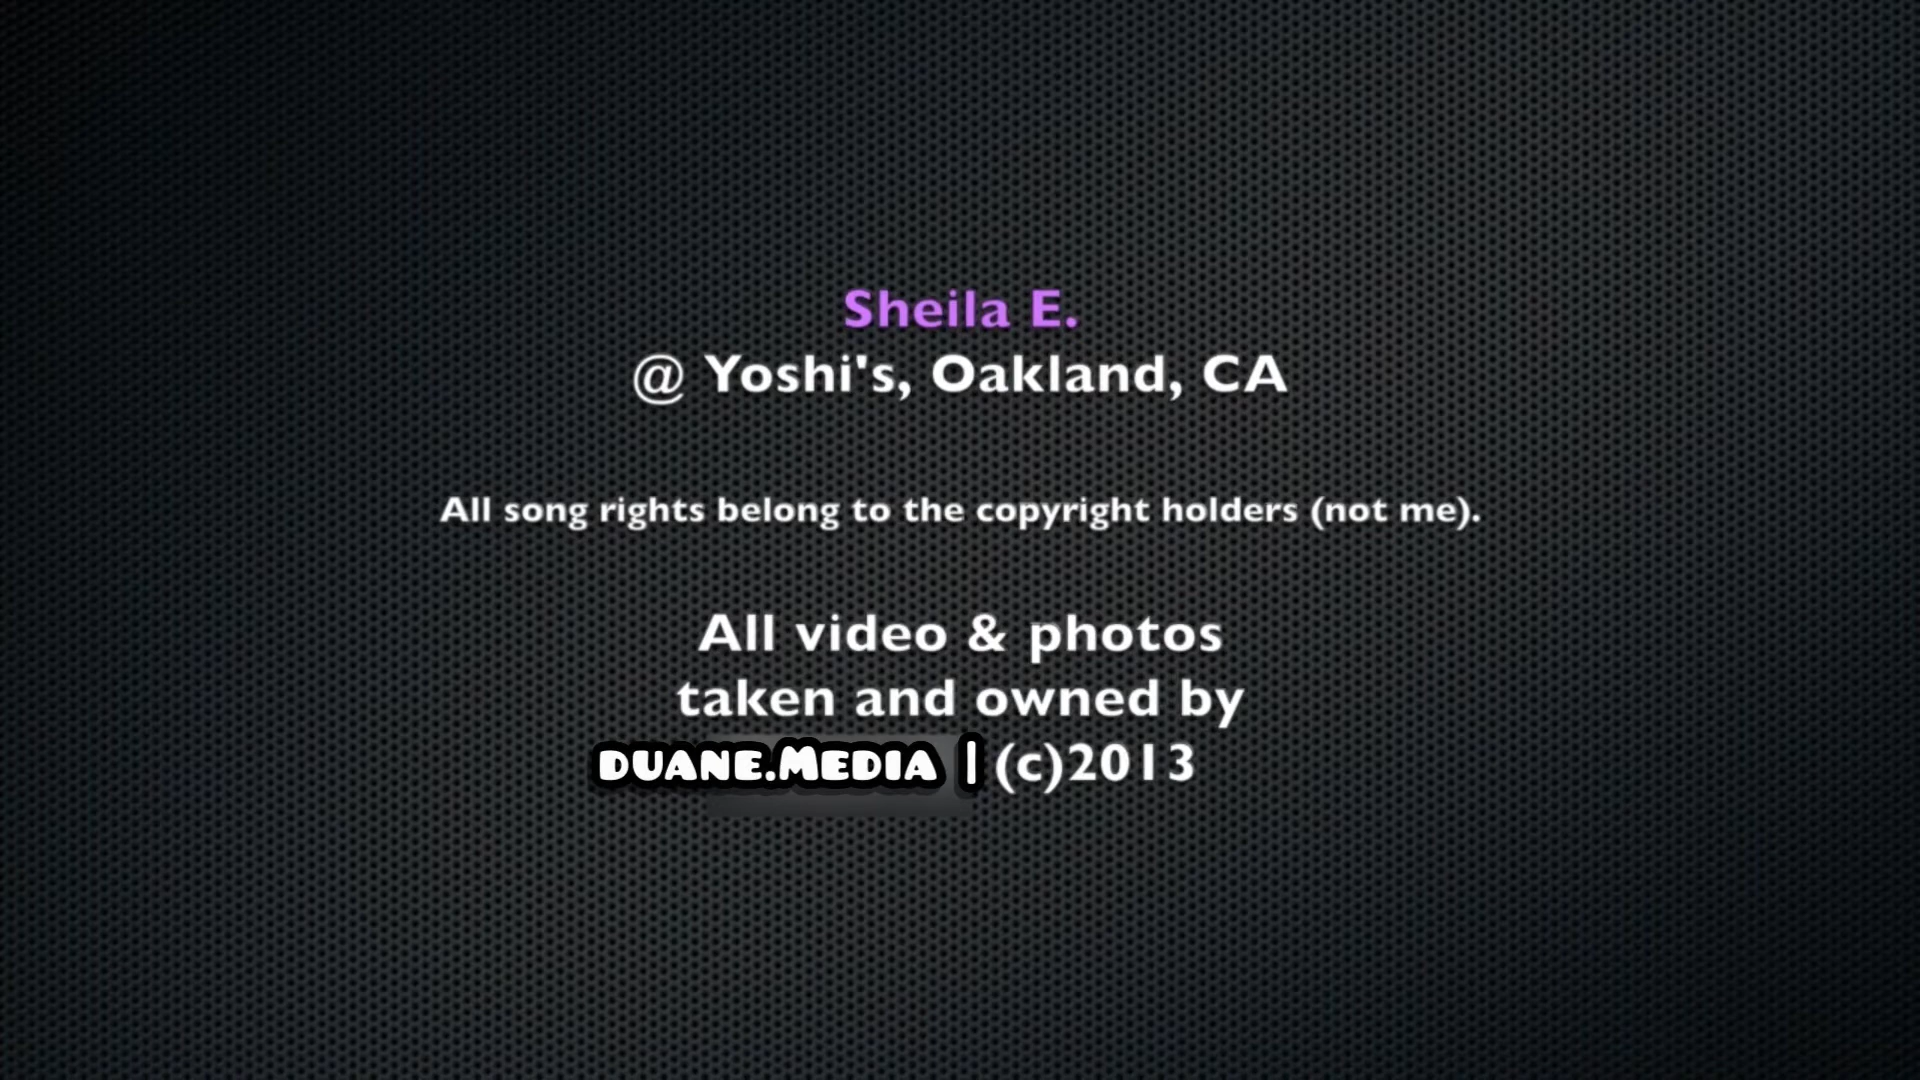 Sheila E.
@ Yoshi's, Oakland, CA
All song rights belong to the copyright holders (not me).
All video & photos
taken and owned by
DUANE.MEDIA | (c)2013